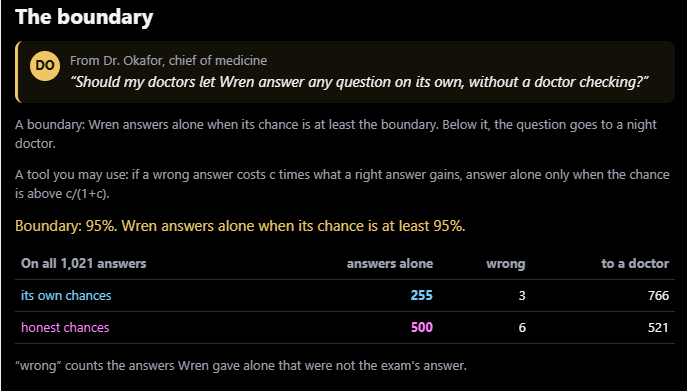 The boundary
DO
From Dr. Okafor, chief of medicine
“Should my doctors let Wren answer any question on its own, without a doctor checking?”
A boundary: Wren answers alone when its chance is at least the boundary. Below it, the question goes to a night
doctor.
A tool you may use: if a wrong answer costs c times what a right answer gains, answer alone only when the chance
is above c/(1+c).
Boundary: 95%. Wren answers alone when its chance is at least 95%.
On all 1,021 answers answers alone wrong to a doctor
its own chances 255 3 766
honest chances 500 6 521
“wrong” counts the answers Wren gave alone that were not the exam's answer.